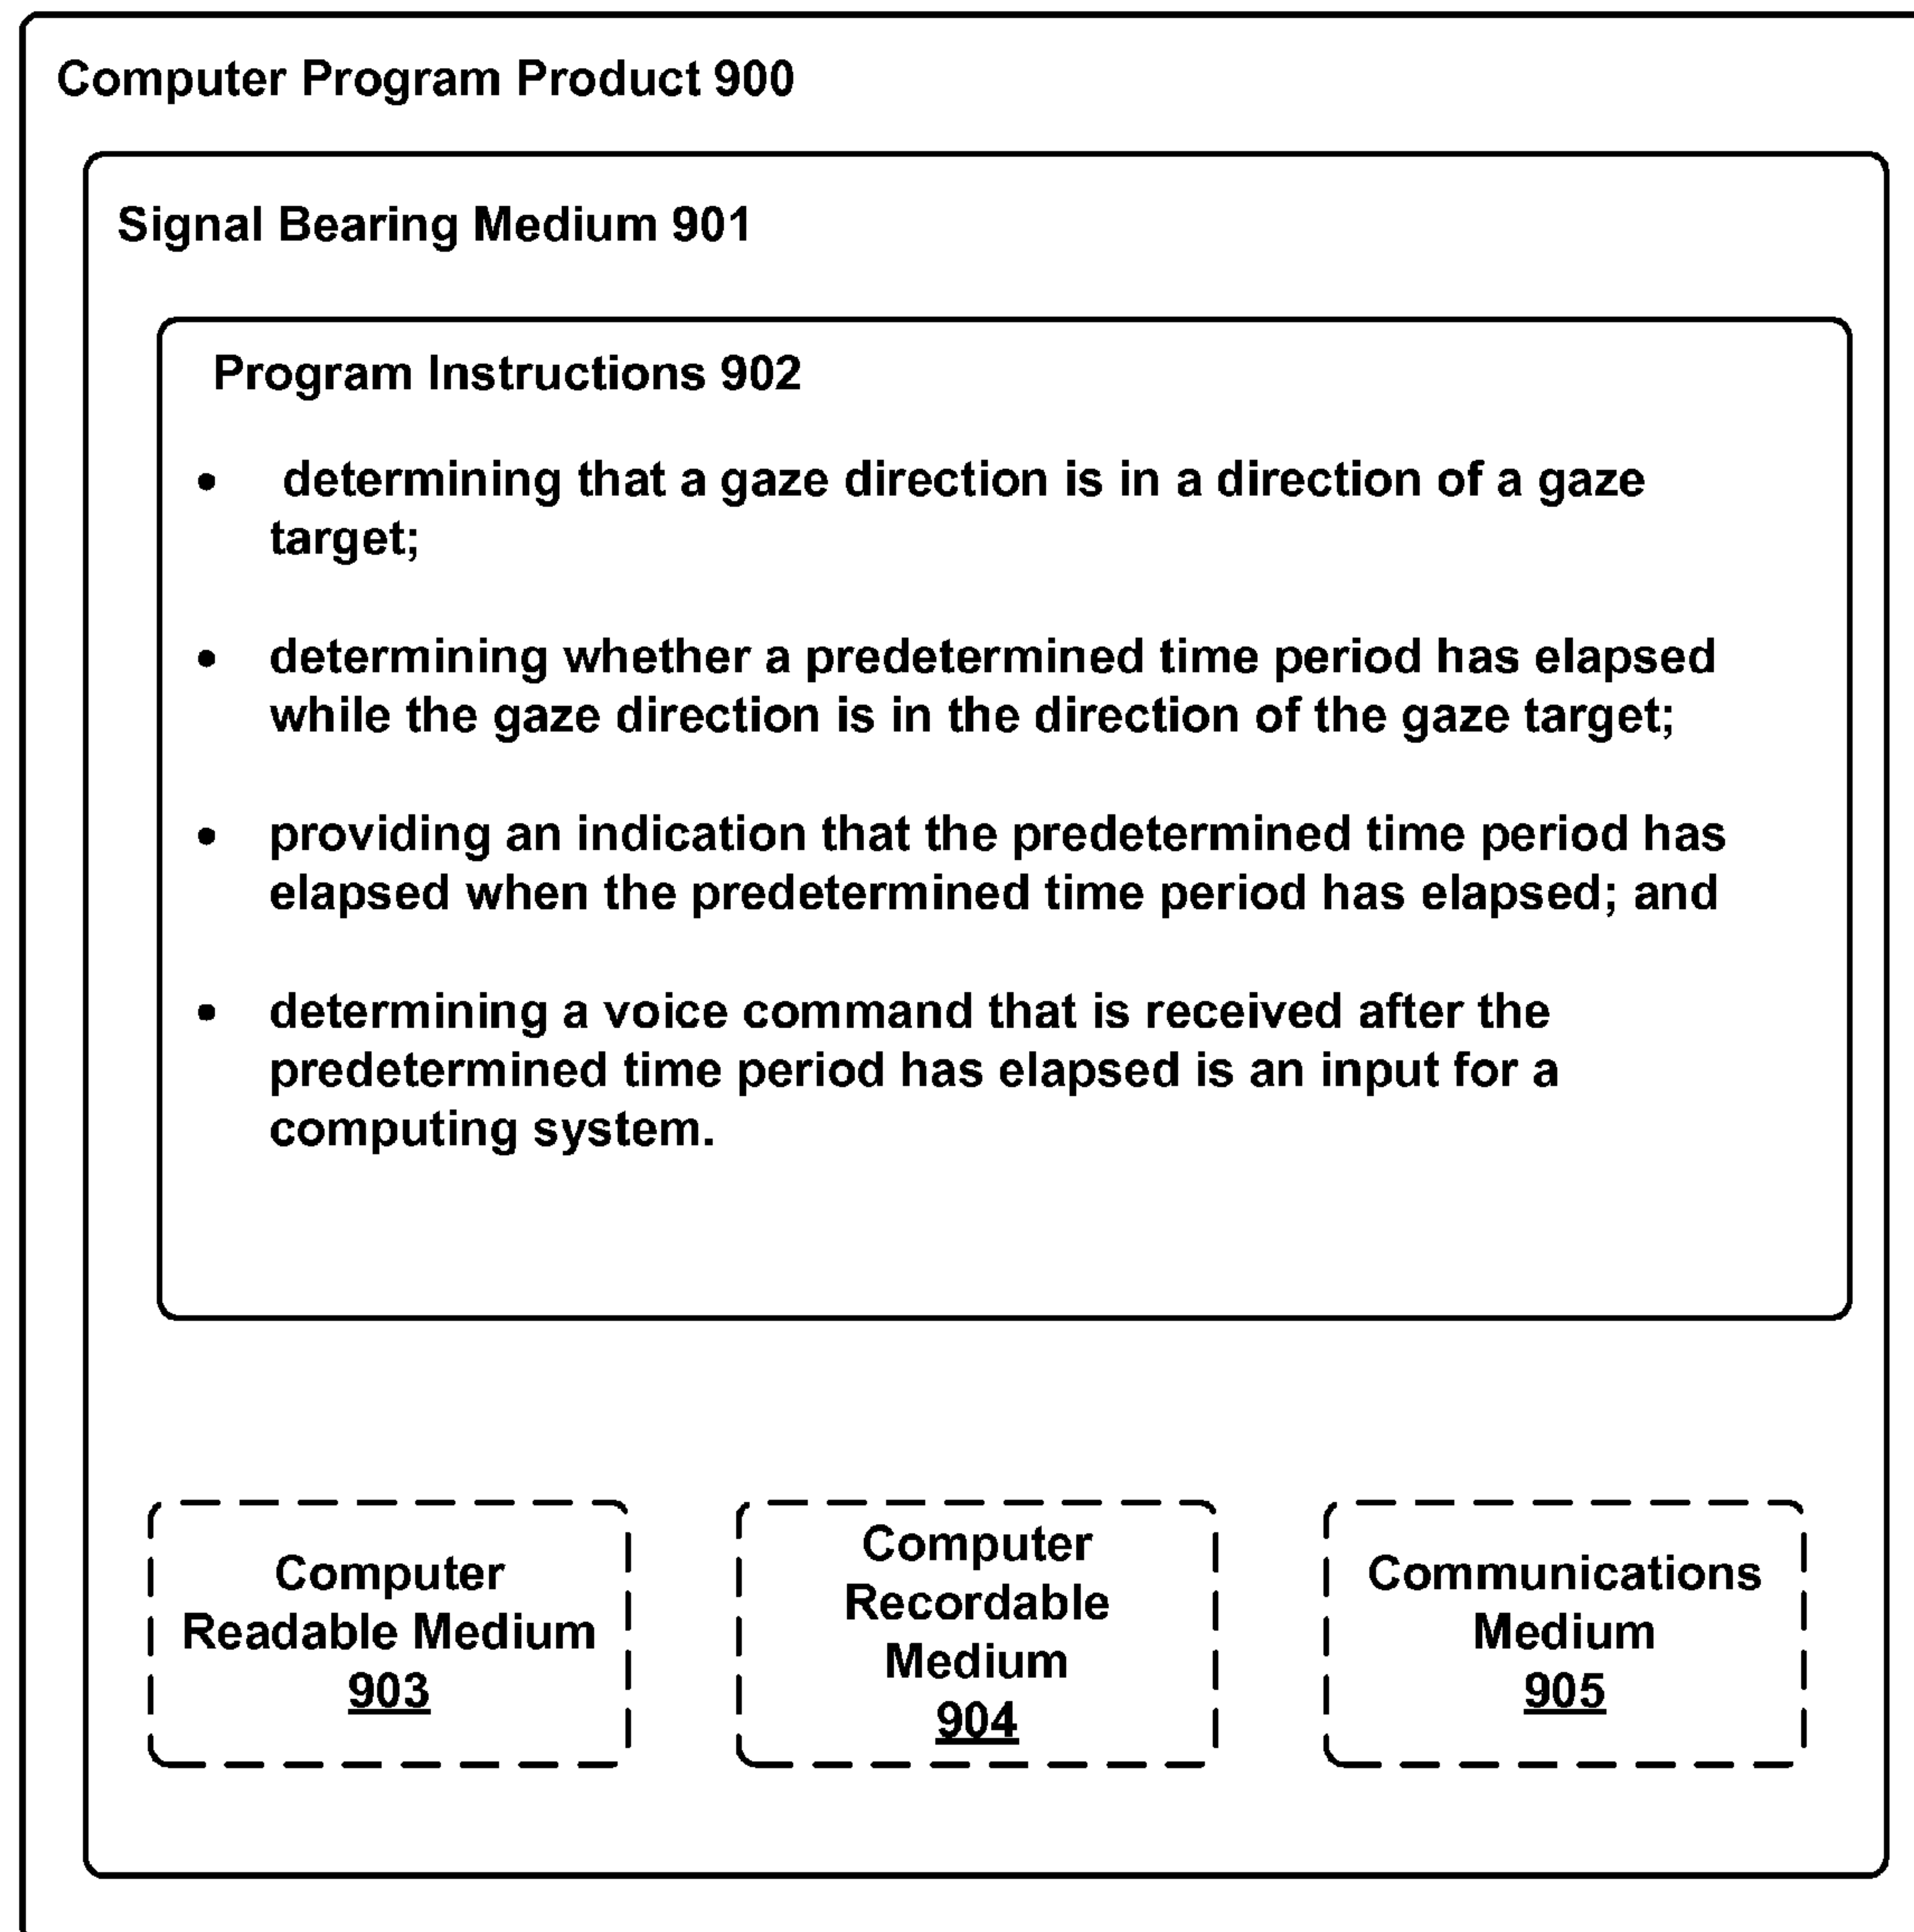 Computer Program Product 900
Signal Bearing Medium 901
Program Instructions 902
• determining that a gaze direction is in a direction of a gaze
target;
• determining whether a predetermined time period has elapsed
while the gaze direction is in the direction of the gaze target;
• providing an indication that the predetermined time period has
elapsed when the predetermined time period has elapsed; and
• determining a voice command that is received after the
predetermined time period has elapsed is an input for a
computing system.
Computer
Readable Medium
903
Computer
Recordable
Medium
904
Communications
Medium
905